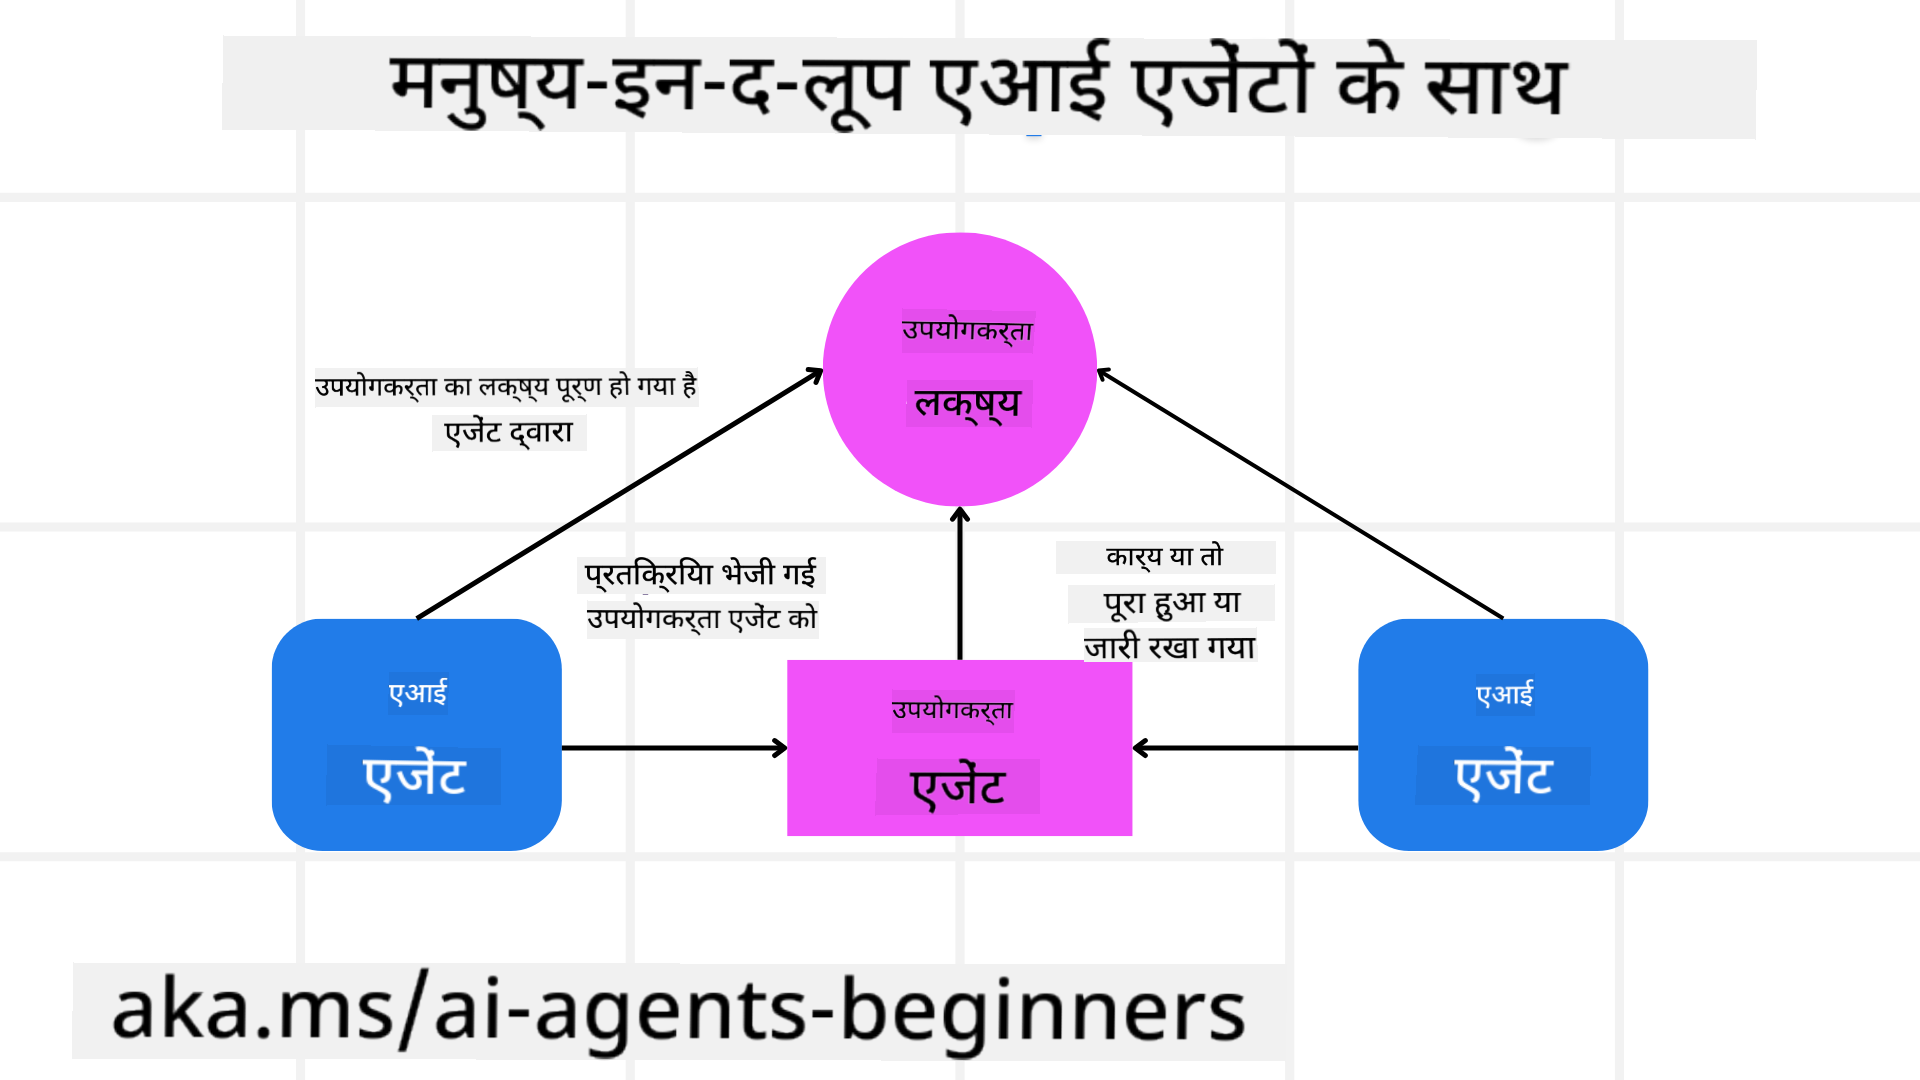 मनुष्य-इन-द-लूप एआई एजेंटों के साथ
उपयोगकर्ता
लक्ष्य
उपयोगकर्ता का लक्ष्य पूर्ण हो गया है
एजेंट द्वारा
प्रतिक्रिया भेजी गई
उपयोगकर्ता एजेंट को
कार्य या तो
पूरा हुआ या
जारी रखा गया
एआई
एजेंट
उपयोगकर्ता
एजेंट
एआई
एजेंट
aka.ms/ai-agents-beginners